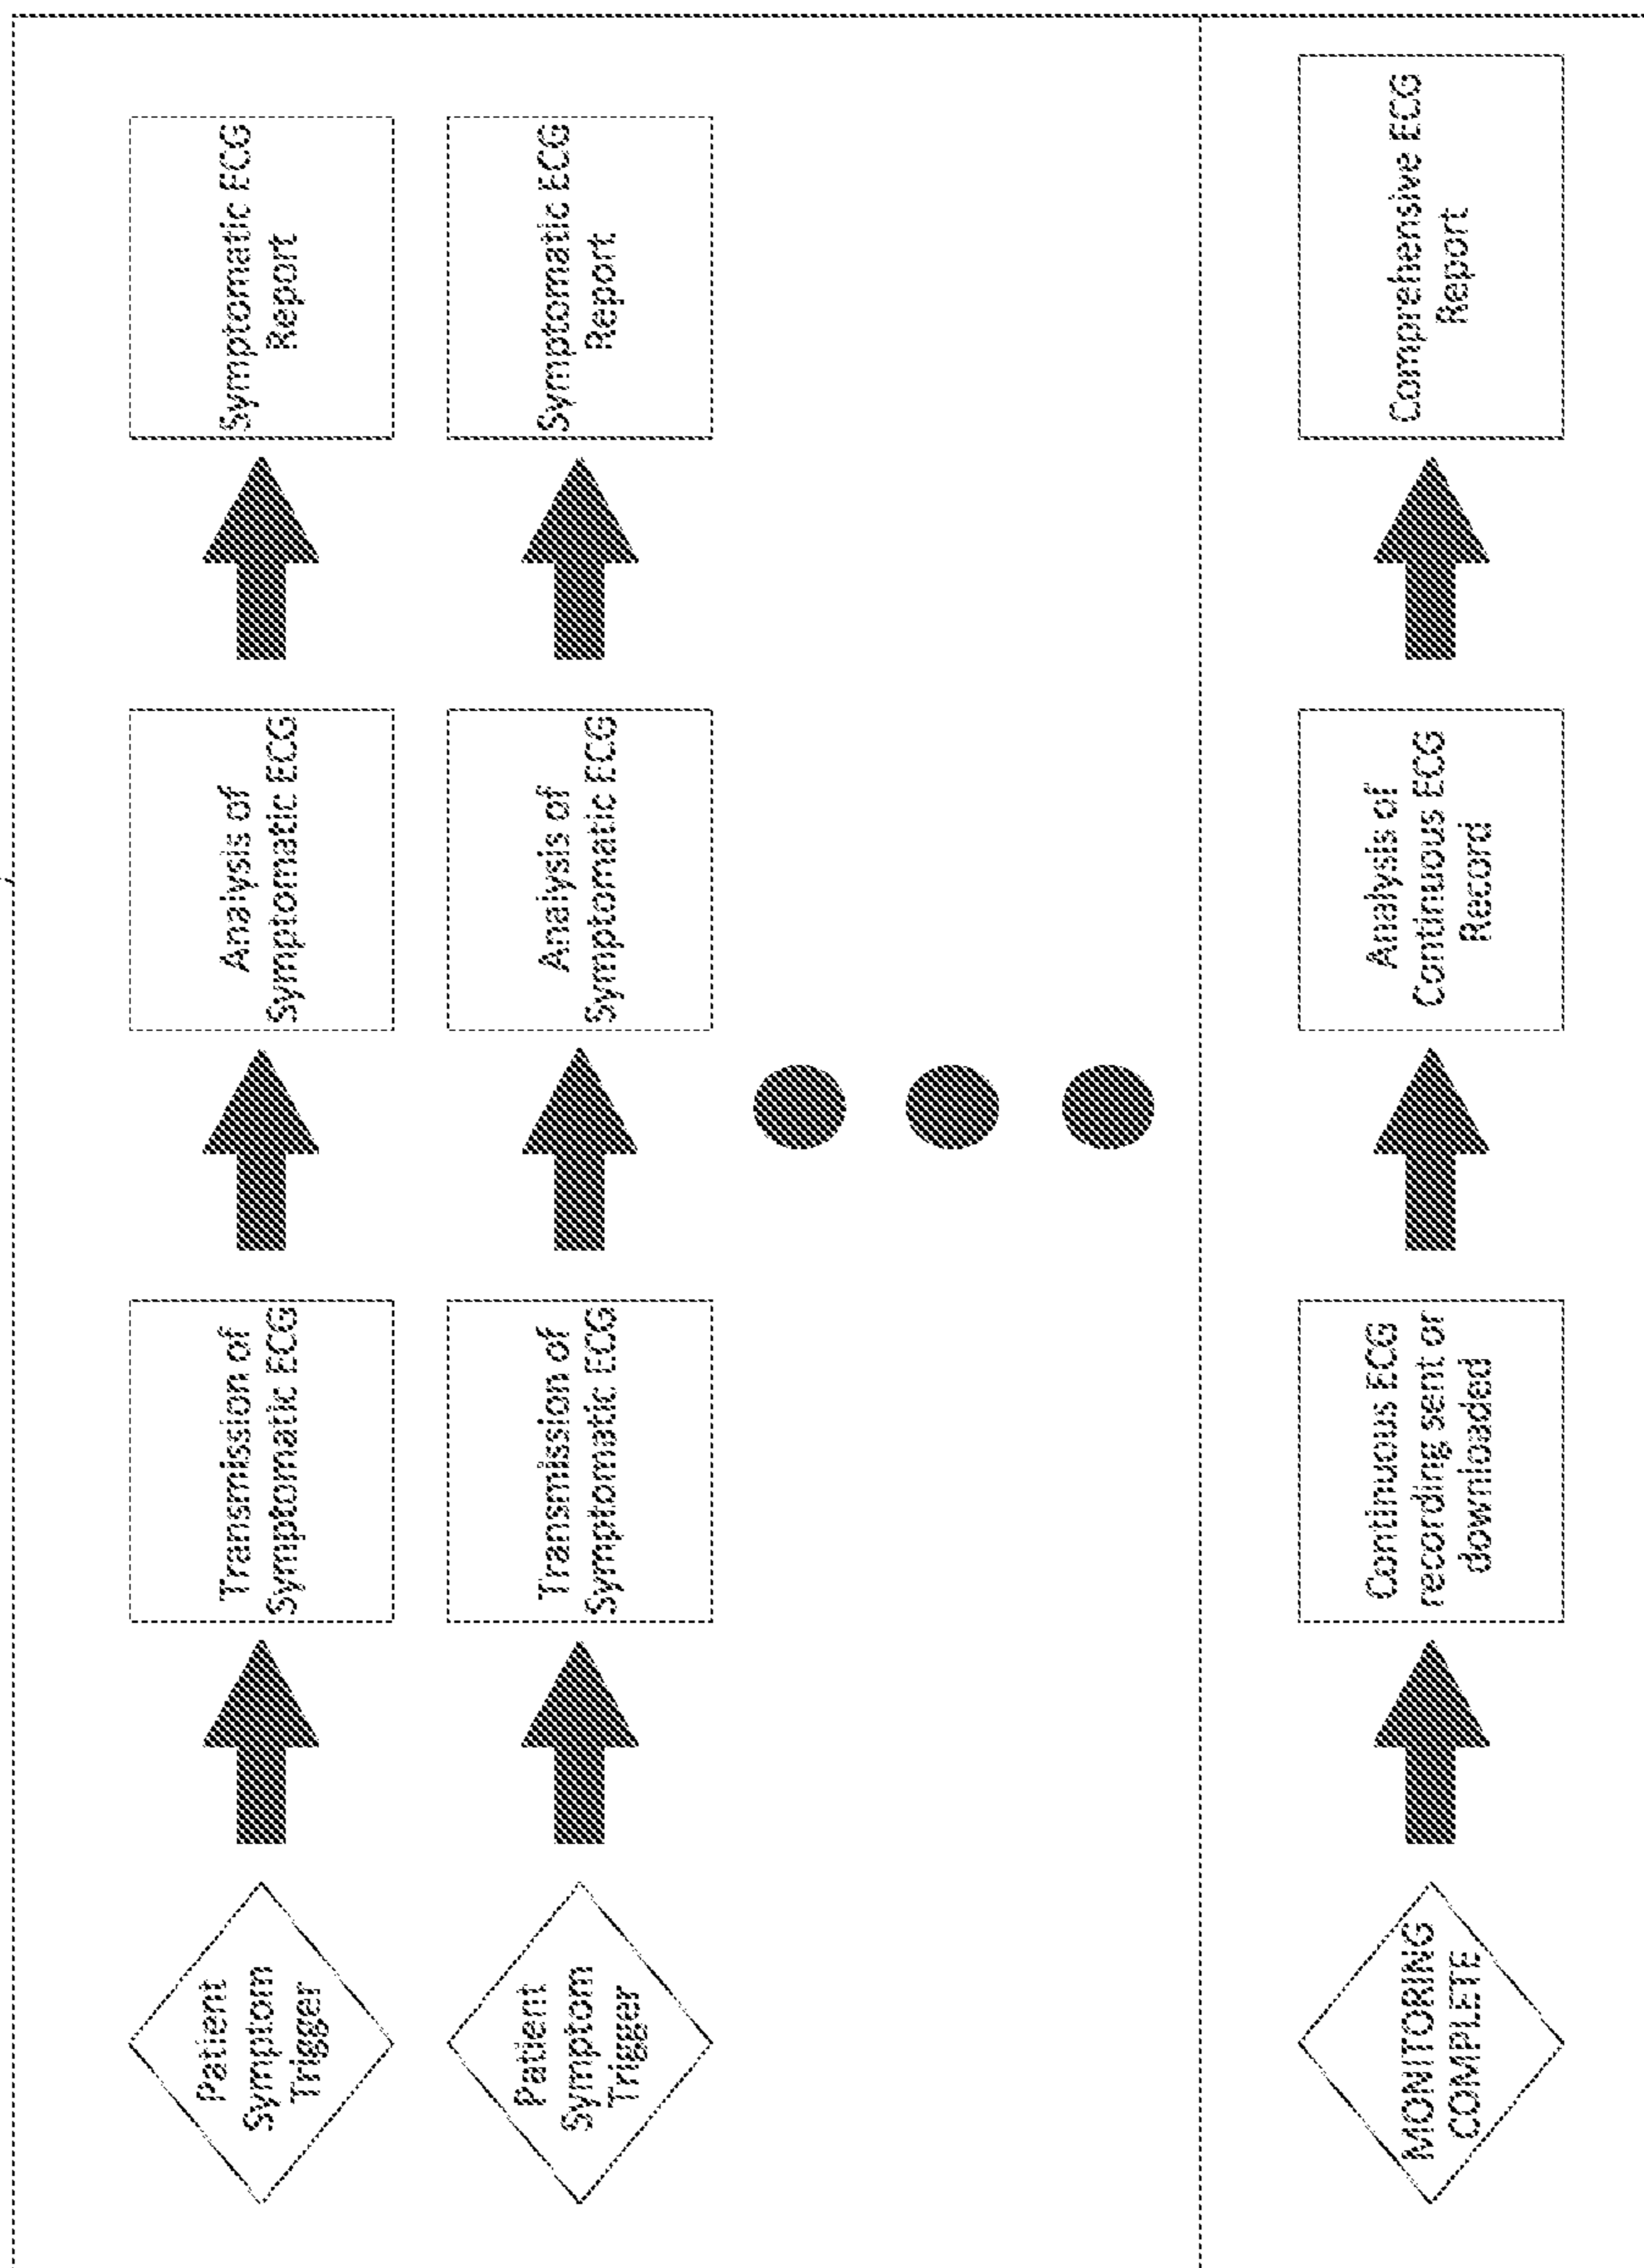 Patient
Symptom
Trigger
Transmission of
Symptomatic ECG
Analysis of
Symptomatic ECG
Symptomatic ECG
Report
Patient
Symptom
Trigger
Transmission of
Symptomatic ECG
Analysis of
Symptomatic ECG
Symptomatic ECG
Report
MONITORING
COMPLETE
Continuous ECG
recording sent or
downloaded
Analysis of
Continuous ECG
Record
Comprehensive ECG
Report